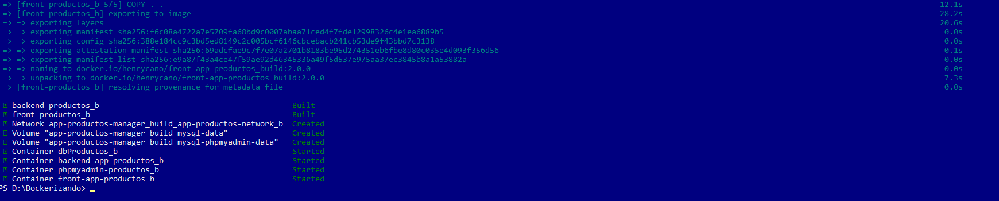 => [front-productos_b 5/5] COPY . . 12.1s
=> [front-productos_b] exporting to image 28.2s
=> => exporting layers 20.6s
=> => exporting manifest sha256:f6c08a4722a7e5709fa68bd9c0007abaa71ced4f7fde12998326c4e1ea6889b5 0.0s
=> => exporting config sha256:388e184cc9c3bd5ed8149c2c005bcf6146cbcebacb241cb53de9f43bbd7c3138 0.0s
=> => exporting attestation manifest sha256:69adcfae9c7f7e07a2701b8183be95d274351eb6fbe8d80c035e4d093f356d56 0.1s
=> => exporting manifest list sha256:e9a87f43a4ce47f59ae92d46345336a49f5d537e975aa37ec3845b8a1a53882a 0.0s
=> => naming to docker.io/henrycano/front-app-productos_build:2.0.0 0.0s
=> => unpacking to docker.io/henrycano/front-app-productos_build:2.0.0 7.3s
=> [front-productos_b] resolving provenance for metadata file 0.0s
backend-productos_b Built
front-productos_b Built
Network app-productos-manager_build_app-productos-network_b Created
Volume "app-productos-manager_build_mysql-data" Created
Volume "app-productos-manager_build_mysql-phpmyadmin-data" Created
Container dbProductos_b Started
Container backend-app-productos_b Started
Container phpmyadmin-productos_b Started
Container front-app-productos_b Started
PS D:\Dockerizando>